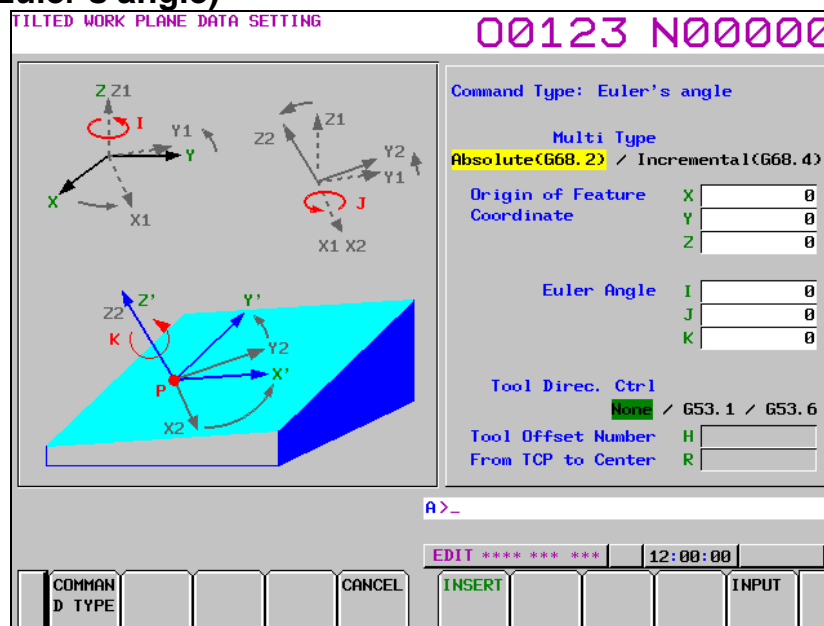 Euler's angle)
TILTED WORK PLANE DATA SETTING
O0123 N00000
Z Z1
I
Y1
Y
X
X1
Z1
Z2
Y2
Y1
J
X1 X2
Z'
Z2
Y'
K
Y2
X'
P
X2
Command Type: Euler's angle
Multi Type
Absolute(G68.2) / Incremental(G68.4)
Origin of Feature X 0
Coordinate Y 0
Z 0
Euler Angle I 0
J 0
K 0
Tool Direc. Ctrl
None / G53.1 / G53.6
Tool Offset Number H
From TCP to Center R
A>_
EDIT **** *** *** 12:00:00
COMMAN
D TYPE
CANCEL
INSERT
INPUT